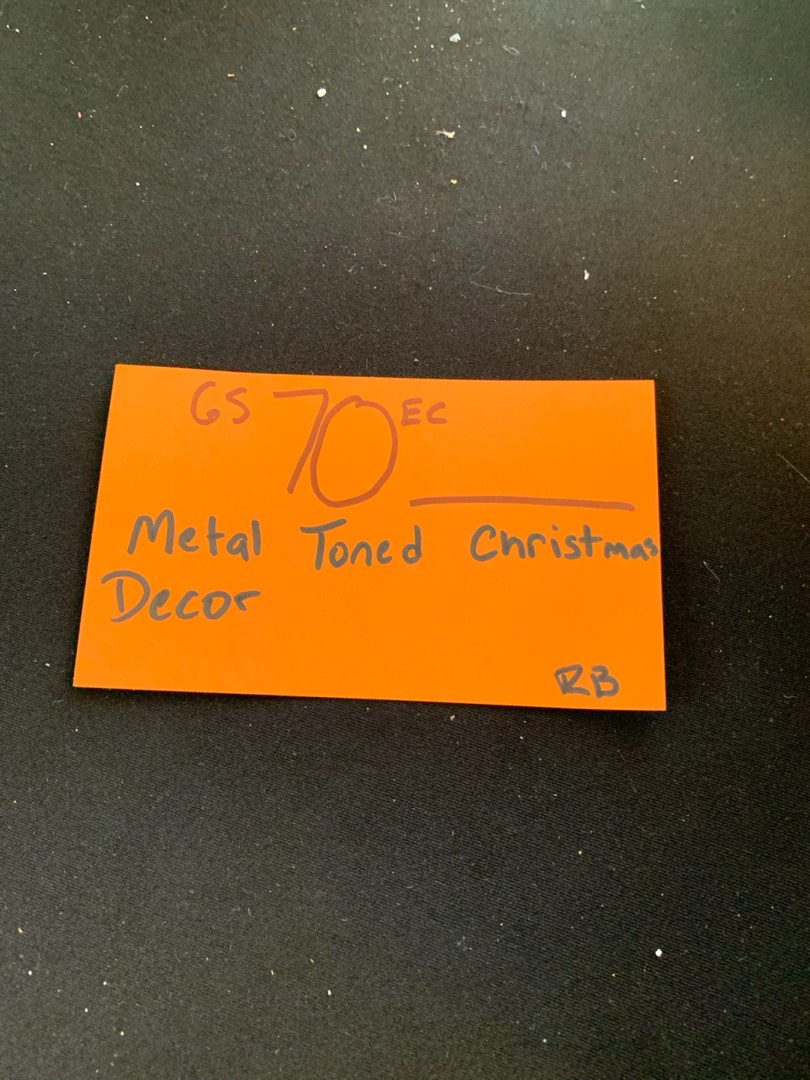 GS 70 EC
Metal Toned Christmas
Decor
RB